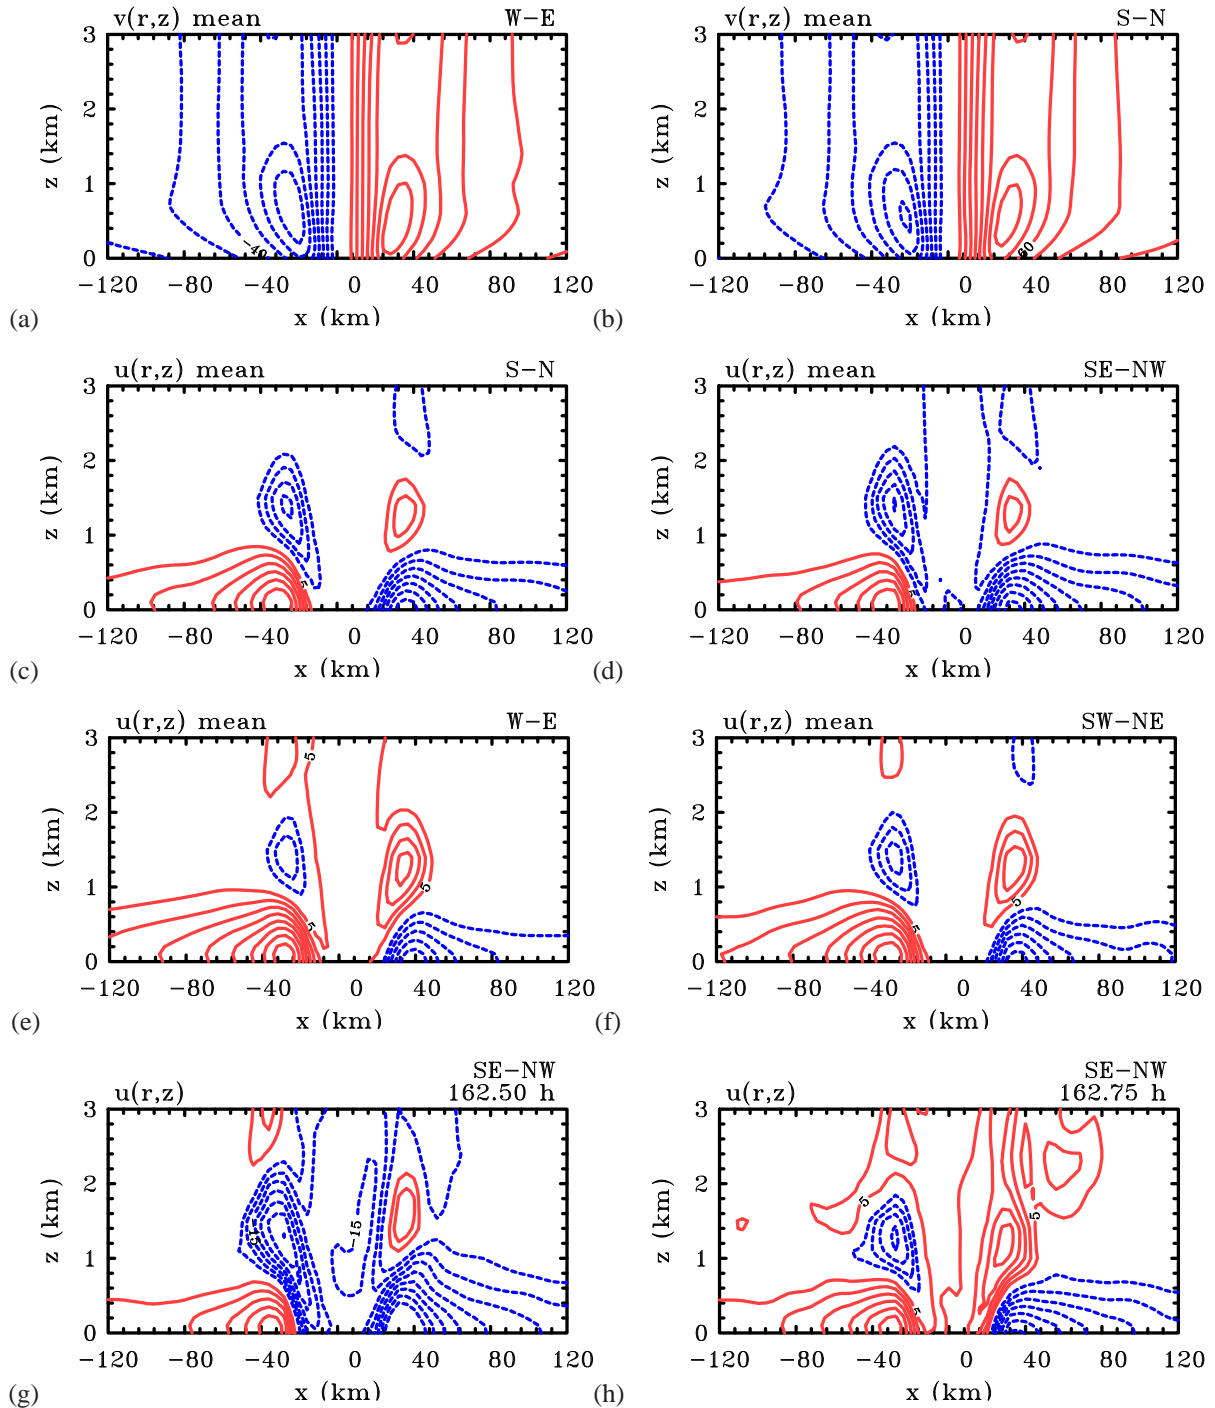 v(r,z) mean W−E
3
2
1
0
z (km)
−40
−120 −80 −40 0 40 80 120
x (km)
(a)
v(r,z) mean S−N
3
2
1
0
z (km)
80
−120 −80 −40 0 40 80 120
x (km)
(b)
u(r,z) mean S−N
3
2
1
0
z (km)
5
−120 −80 −40 0 40 80 120
x (km)
(c)
u(r,z) mean SE−NW
3
2
1
0
z (km)
5
−120 −80 −40 0 40 80 120
x (km)
(d)
u(r,z) mean W−E
3
2
1
0
z (km)
5
5
5
−120 −80 −40 0 40 80 120
x (km)
(e)
u(r,z) mean SW−NE
3
2
1
0
z (km)
5
5
−120 −80 −40 0 40 80 120
x (km)
(f)
SE−NW
u(r,z) 162.50 h
3
2
1
0
z (km)
−15
−15
−120 −80 −40 0 40 80 120
x (km)
(g)
SE−NW
u(r,z) 162.75 h
3
2
1
0
z (km)
5
5
5
−120 −80 −40 0 40 80 120
x (km)
(h)